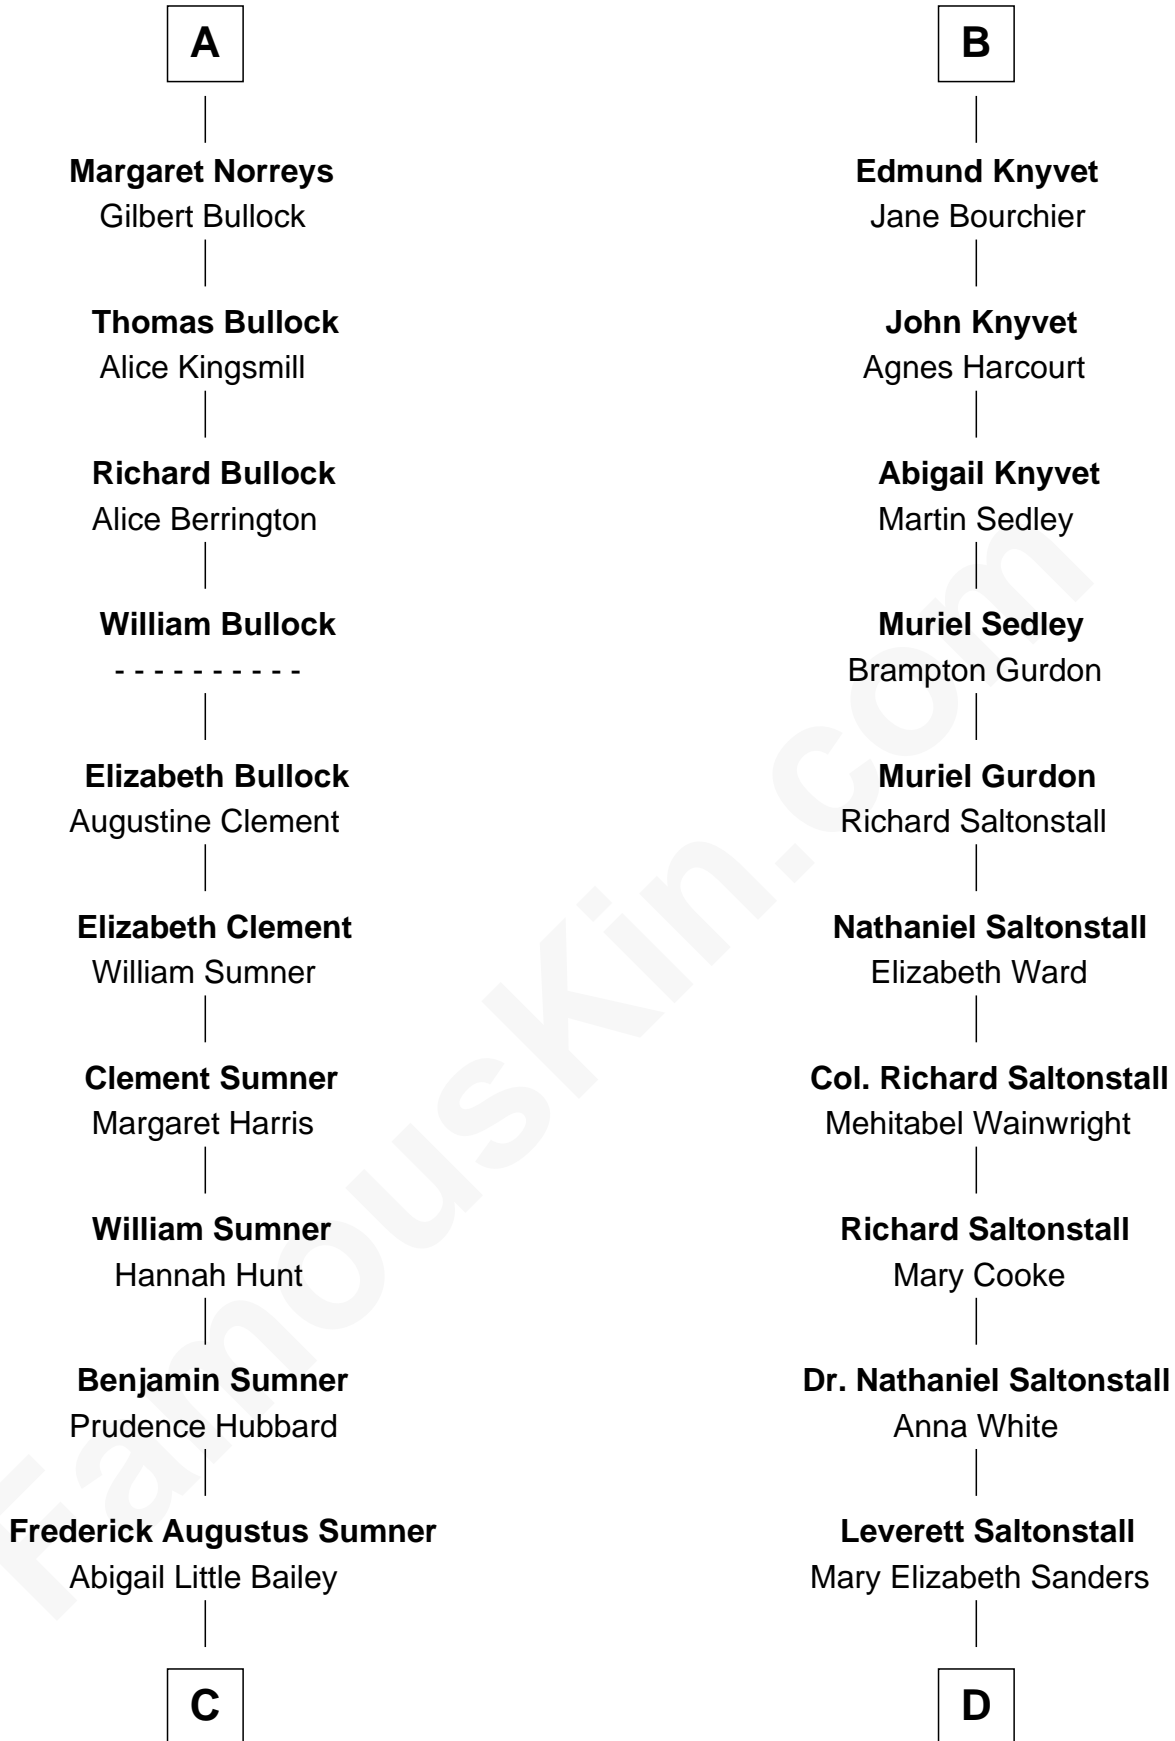 A
Margaret Norreys
Gilbert Bullock
Thomas Bullock
Alice Kingsmill
Richard Bullock
Alice Berrington
William Bullock
- - - - - - - - - -
Elizabeth Bullock
Augustine Clement
Elizabeth Clement
William Sumner
Clement Sumner
Margaret Harris
William Sumner
Hannah Hunt
Benjamin Sumner
Prudence Hubbard
Frederick Augustus Sumner
Abigail Little Bailey
C
B
Edmund Knyvet
Jane Bourchier
John Knyvet
Agnes Harcourt
Abigail Knyvet
Martin Sedley
Muriel Sedley
Brampton Gurdon
Muriel Gurdon
Richard Saltonstall
Nathaniel Saltonstall
Elizabeth Ward
Col. Richard Saltonstall
Mehitabel Wainwright
Richard Saltonstall
Mary Cooke
Dr. Nathaniel Saltonstall
Anna White
Leverett Saltonstall
Mary Elizabeth Sanders
D
FamousKin.com